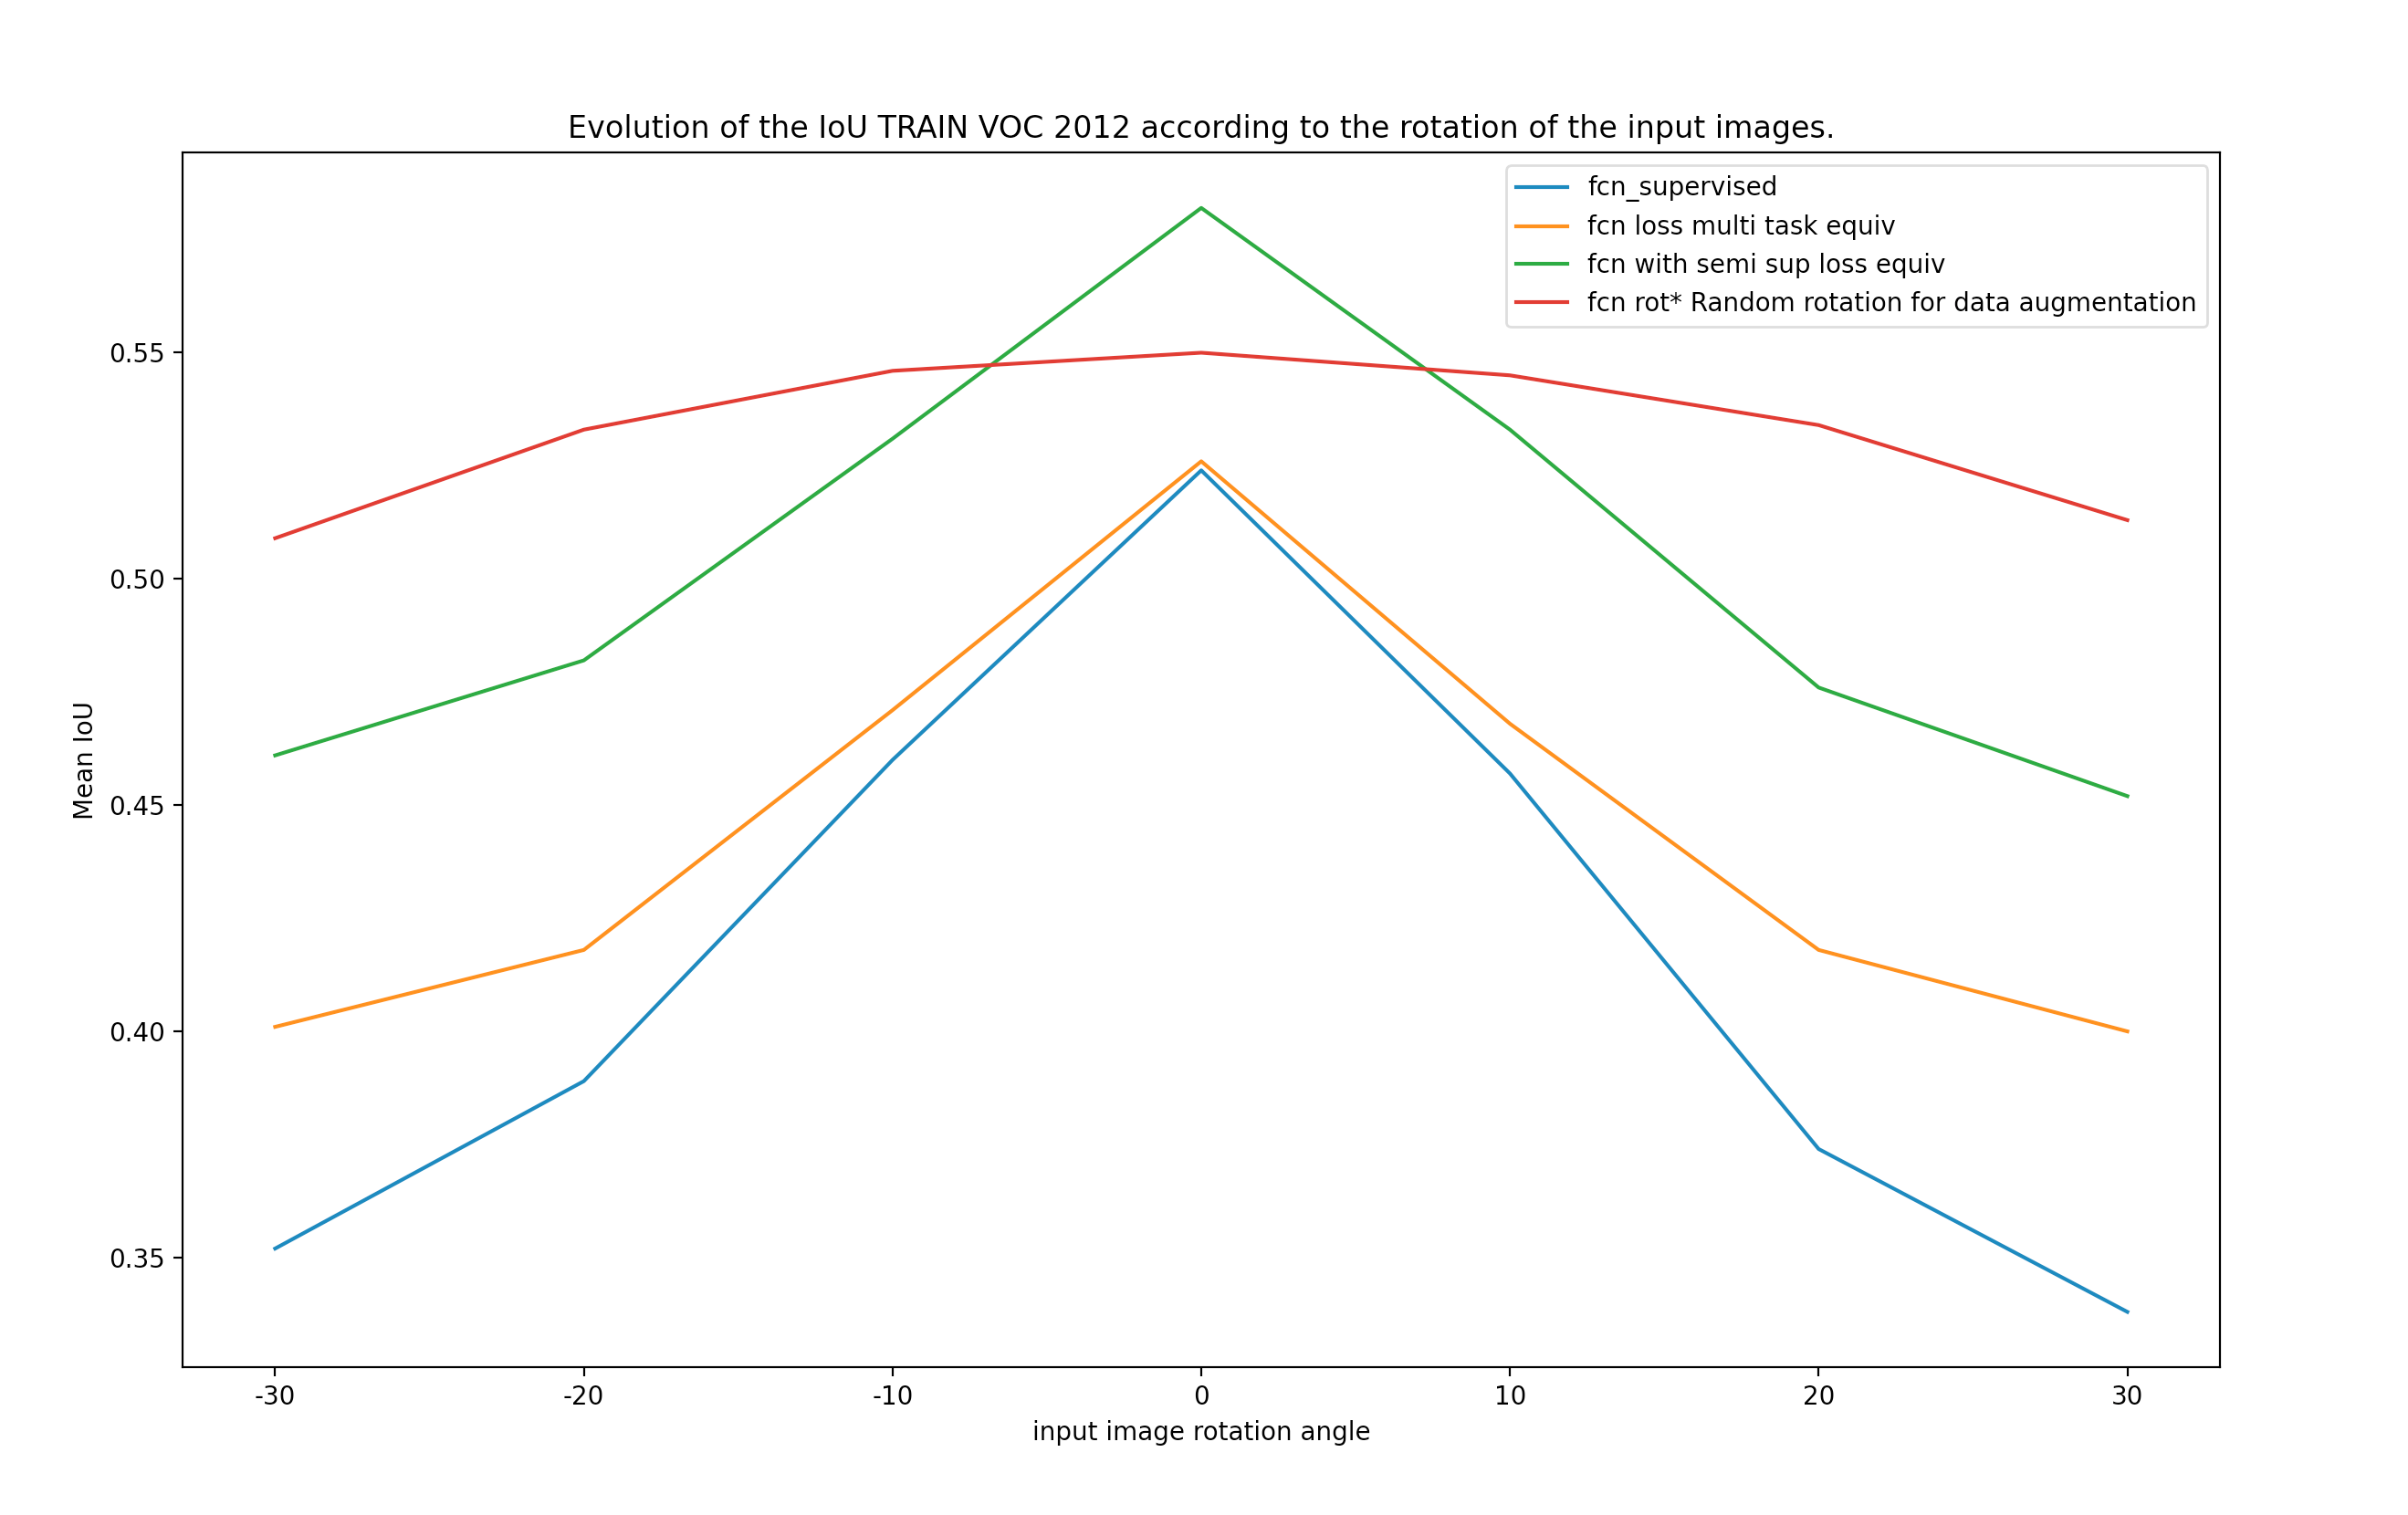 Evolution of the IoU TRAIN VOC 2012 according to the rotation of the input images.
fcn_supervised
fcn loss multi task equiv
fcn with semi sup loss equiv
fcn rot* Random rotation for data augmentation
0.55
0.50
0.45
0.40
0.35
Mean IoU
-30 -20 -10 0 10 20 30
input image rotation angle